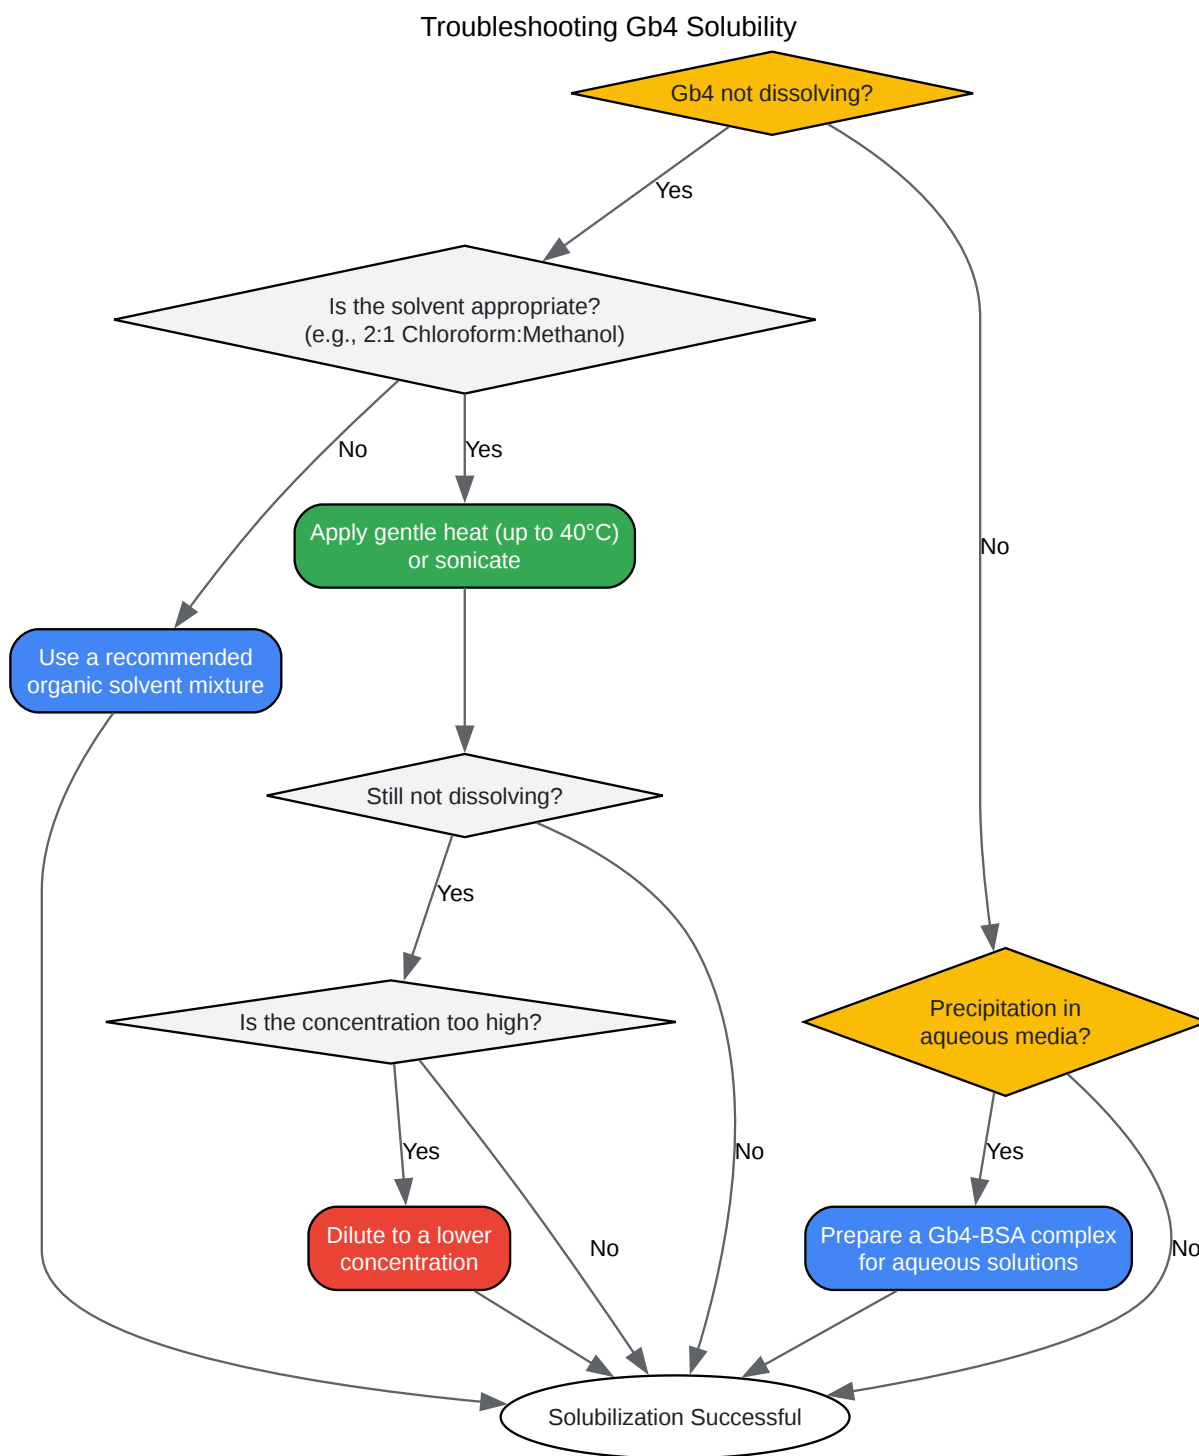 Troubleshooting Gb4 Solubility
Gb4 not dissolving?
Yes
Is the solvent appropriate?
(e.g., 2:1 Chloroform:Methanol)
No
Yes
Apply gentle heat (up to 40°C)
or sonicate
No
Use a recommended
organic solvent mixture
Still not dissolving?
Yes
Is the concentration too high?
Precipitation in
aqueous media?
Yes
No
Yes
Dilute to a lower
concentration
No
Prepare a Gb4-BSA complex
for aqueous solutions
No
Solubilization Successful